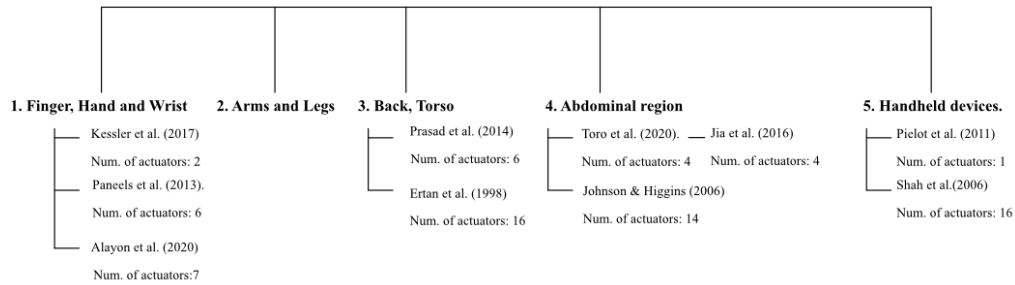 1. Finger, Hand and Wrist
Kessler et al. (2017)
Num. of actuators: 2
Paneels et al. (2013).
Num. of actuators: 6
Alayon et al. (2020)
Num. of actuators:7
2. Arms and Legs
3. Back, Torso
Prasad et al. (2014)
Num. of actuators: 6
Ertan et al. (1998)
Num. of actuators: 16
4. Abdominal region
Toro et al. (2020).
Num. of actuators: 4
Jia et al. (2016)
Num. of actuators: 4
Johnson & Higgins (2006)
Num. of actuators: 14
5. Handheld devices.
Pielot et al. (2011)
Num. of actuators: 1
Shah et al.(2006)
Num. of actuators: 16